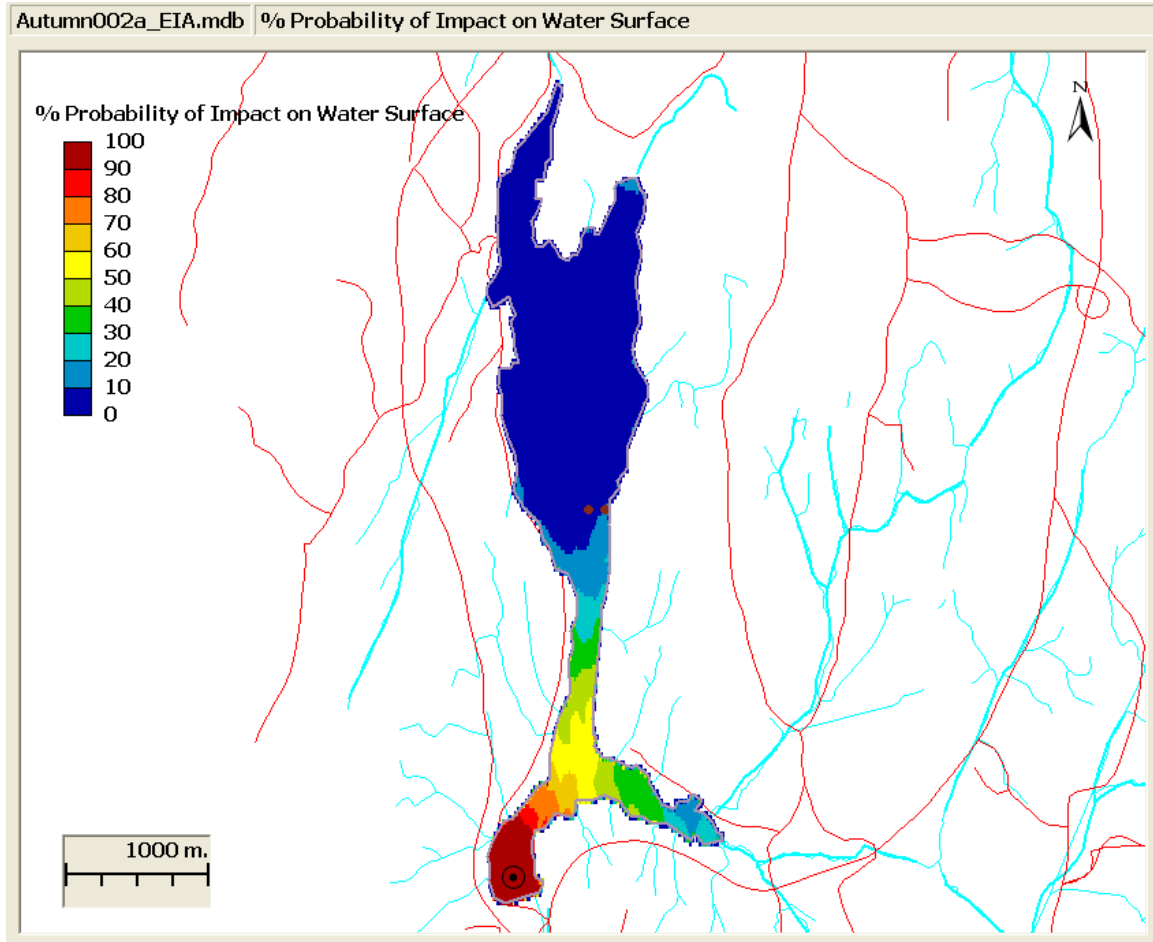 Autumn002a_EIA.mdb % Probability of Impact on Water Surface
% Probability of Impact on Water Surface
N
100
90
80
70
60
50
40
30
20
10
0
1000 m.